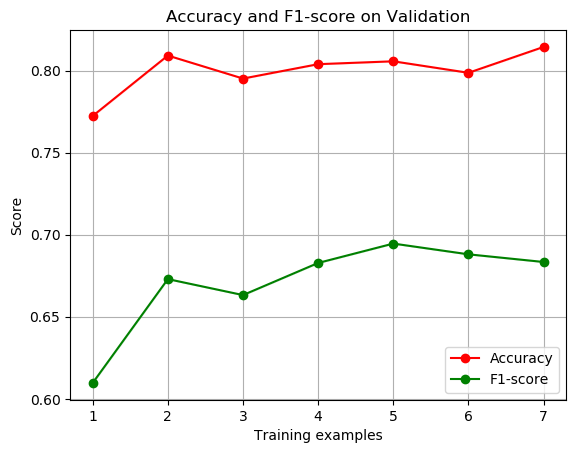 Accuracy and F1-score on Validation
0.80
0.75
0.70
0.65
0.60
Score
Accuracy
F1-score
1 2 3 4 5 6 7
Training examples